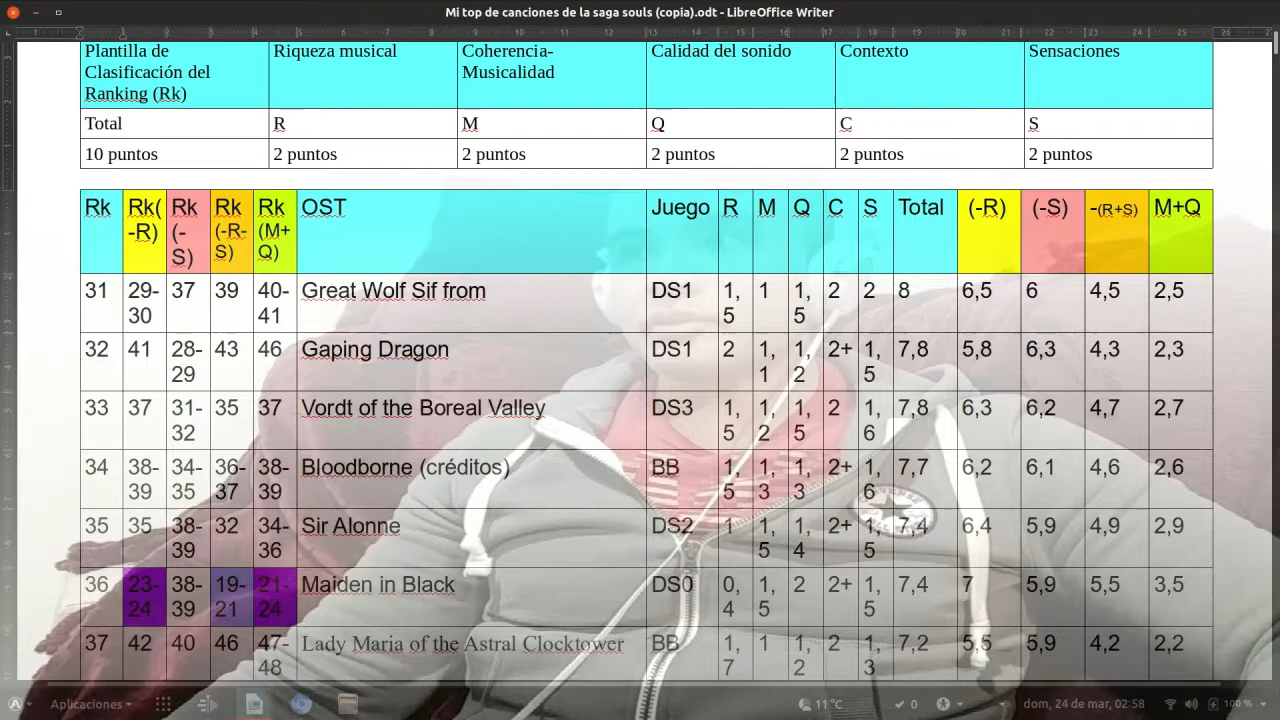 Mi top de canciones de la saga souls (copia).odt - LibreOffice Writer
Plantilla de Clasificación del Ranking (Rk) Riqueza musical Coherencia-Musicalidad Calidad del sonido Contexto Sensaciones
Total R M Q C S
10 puntos 2 puntos 2 puntos 2 puntos 2 puntos 2 puntos
Rk Rk(-R) Rk (-S) Rk (-R-S) Rk (M+Q) OST Juego R M Q C S Total (-R) (-S) -(R+S) M+Q
31 29-30 37 39 40-41 Great Wolf Sif from DS1 1,5 1 1,5 2 2 8 6,5 6 4,5 2,5
32 41 28-29 43 46 Gaping Dragon DS1 2 1,1 1,2 2+ 1,5 7,8 5,8 6,3 4,3 2,3
33 37 31-32 35 37 Vordt of the Boreal Valley DS3 1,5 1,2 1,5 2 1,6 7,8 6,3 6,2 4,7 2,7
34 38-39 34-35 36-37 38-39 Bloodborne (créditos) BB 1,5 1,3 1,3 2+ 1,6 7,7 6,2 6,1 4,6 2,6
35 35 38-39 32 34-36 Sir Alonne DS2 1 1,5 1,4 2+ 1,5 7,4 6,4 5,9 4,9 2,9
36 23-24 38-39 19-21 21-24 Maiden in Black DS0 0,4 1,5 2 2+ 1,5 7,4 7 5,9 5,5 3,5
37 42 40 46 47-48 Lady Maria of the Astral Clocktower BB 1,7 1 1,2 2 1,3 7,2 5,5 5,9 4,2 2,2
Aplicaciones 11 °C 0 dom, 24 de mar, 02:58 100 %